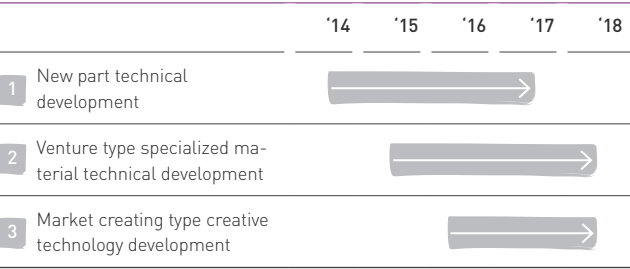 ‘14 ‘15 ‘16 ‘17 ‘18
1 New part technical
development
2 Venture type specialized ma-
terial technical development
3 Market creating type creative
technology development